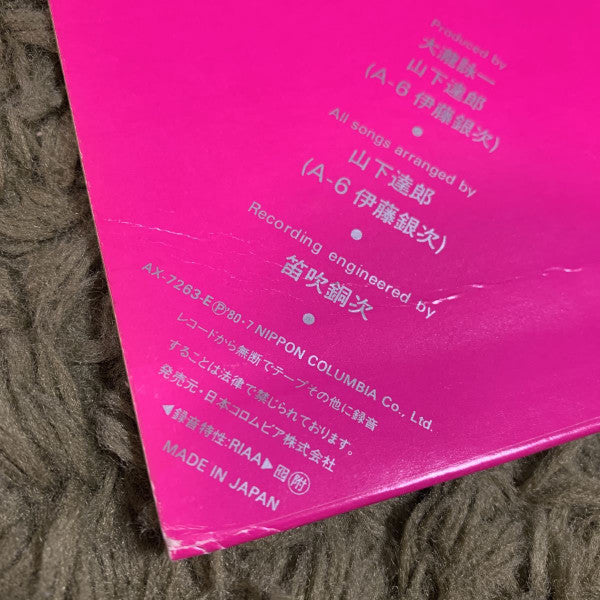 Produced by
大瀧詠一
山下達郎
(A-6 伊藤銀次)
●
All songs arranged by
山下達郎
(A-6 伊藤銀次)
●
Recording engineered by
笛吹銅次
●
AX-7263-E Ⓟ'80・7 NIPPON COLUMBIA Co., Ltd.
レコードから無断でテープその他に録音
することは法律で禁じられております。
発売元・日本コロムビア株式会社
◀録音特性:RIAA▶ ㊞
MADE IN JAPAN